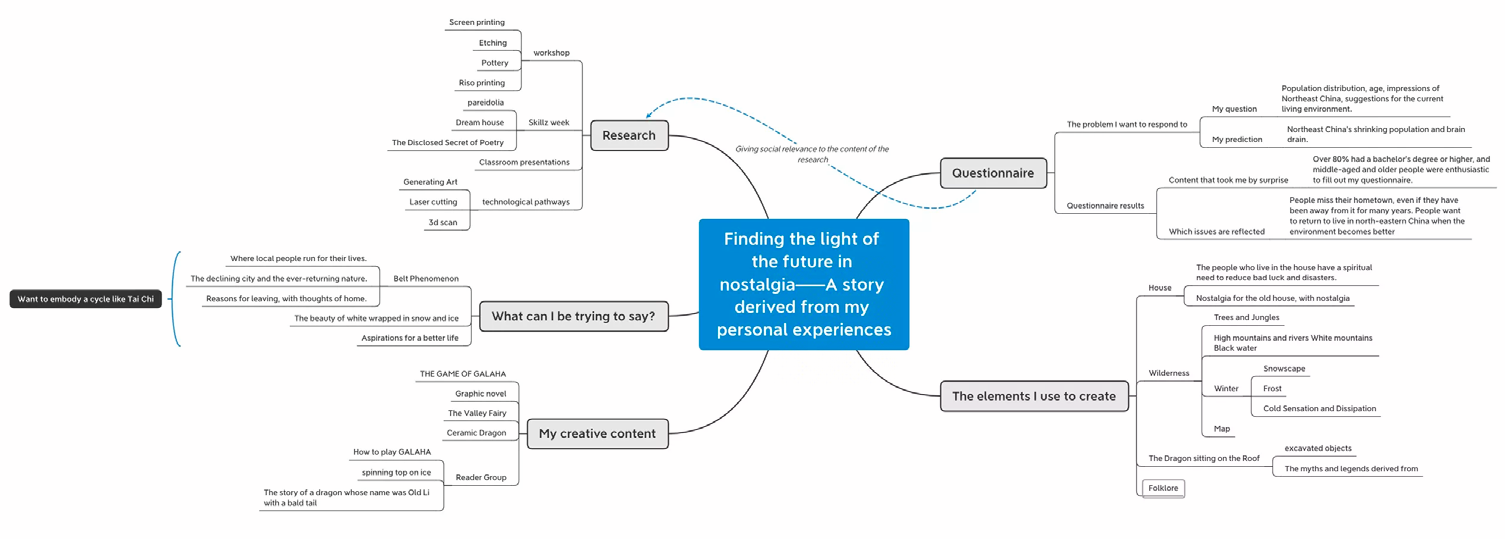 Finding the light of
the future in
nostalgia——A story
derived from my
personal experiences
Research
workshop
Screen printing
Etching
Pottery
Riso printing
Skillz week
pareidolia
Dream house
The Disclosed Secret of Poetry
Classroom presentations
technological pathways
Generating Art
Laser cutting
3d scan
Giving social relevance to the content of the
research
Questionnaire
The problem I want to respond to
My question
Population distribution, age, impressions of
Northeast China, suggestions for the current
living environment.
My prediction
Northeast China's shrinking population and brain
drain.
Questionnaire results
Content that took me by surprise
Over 80% had a bachelor's degree or higher, and
middle-aged and older people were enthusiastic
to fill out my questionnaire.
Which issues are reflected
People miss their hometown, even if they have
been away from it for many years. People want
to return to live in north-eastern China when the
environment becomes better
What can I be trying to say?
Belt Phenomenon
Where local people run for their lives.
The declining city and the ever-returning nature.
Reasons for leaving, with thoughts of home.
The beauty of white wrapped in snow and ice
Aspirations for a better life
Want to embody a cycle like Tai Chi
My creative content
THE GAME OF GALAHA
Graphic novel
The Valley Fairy
Ceramic Dragon
Reader Group
How to play GALAHA
spinning top on ice
The story of a dragon whose name was Old Li
with a bald tail
The elements I use to create
House
The people who live in the house have a spiritual
need to reduce bad luck and disasters.
Nostalgia for the old house, with nostalgia
Wilderness
Trees and Jungles
High mountains and rivers White mountains
Black water
Winter
Snowscape
Frost
Cold Sensation and Dissipation
Map
The Dragon sitting on the Roof
excavated objects
The myths and legends derived from
Folklore